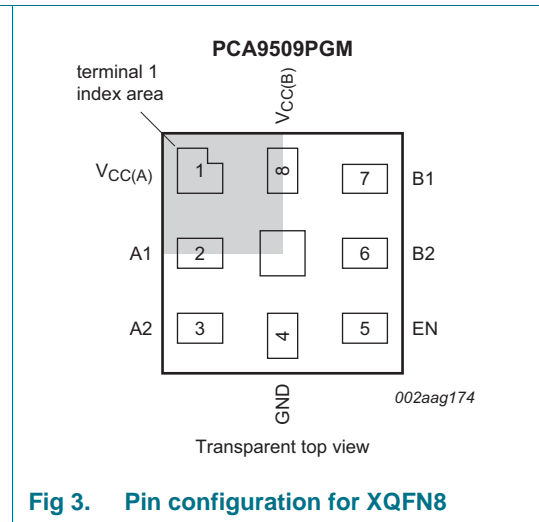 PCA9509PGM
terminal 1
index area
VCC(B)
VCC(A)
1
8
7
B1
A1
2
6
B2
A2
3
4
5
EN
GND
002aag174
Transparent top view
Fig 3. Pin configuration for XQFN8